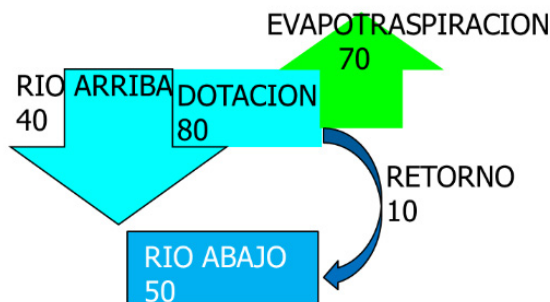 EVAPOTRASPIRACION
70
RIO ARRIBA
40
DOTACION
80
RETORNO
10
RIO ABAJO
50